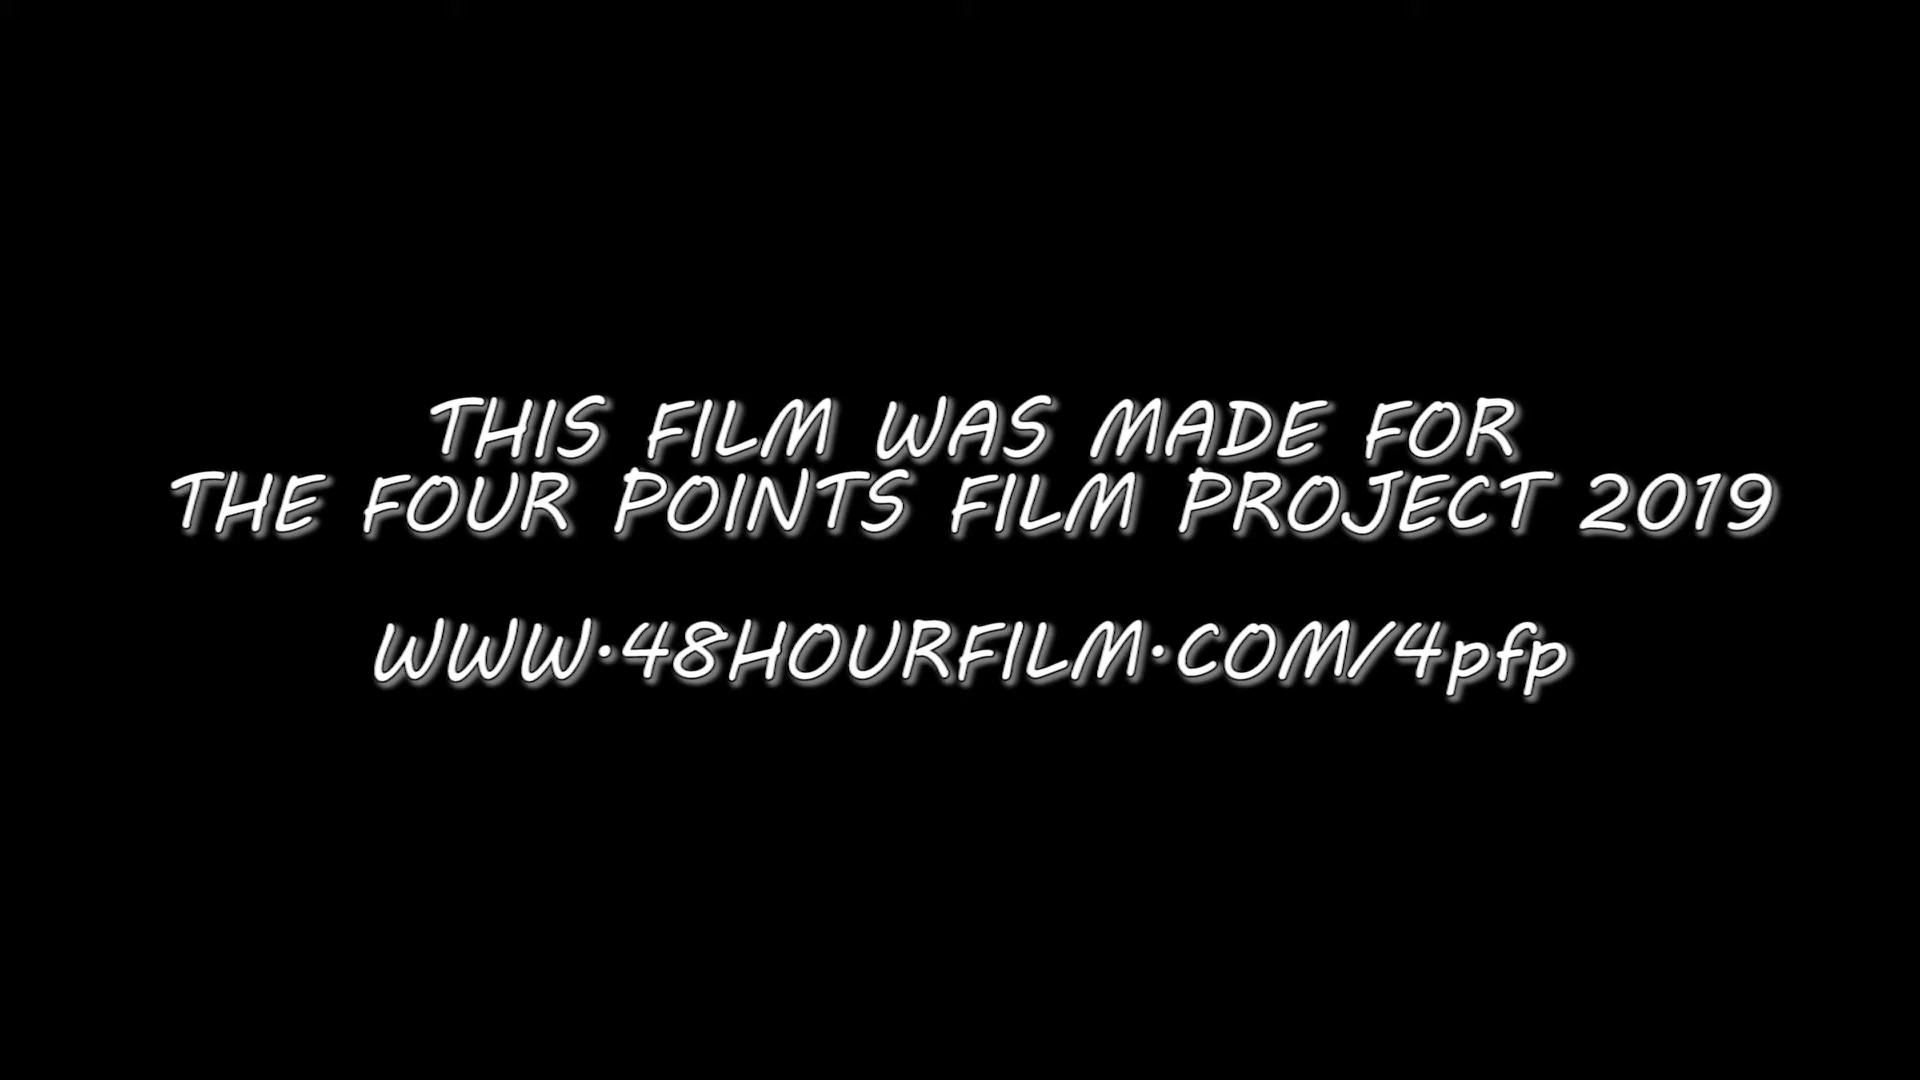 THIS FILM WAS MADE FOR
THE FOUR POINTS FILM PROJECT 2019
WWW.48HOURFILM.COM/4pfp